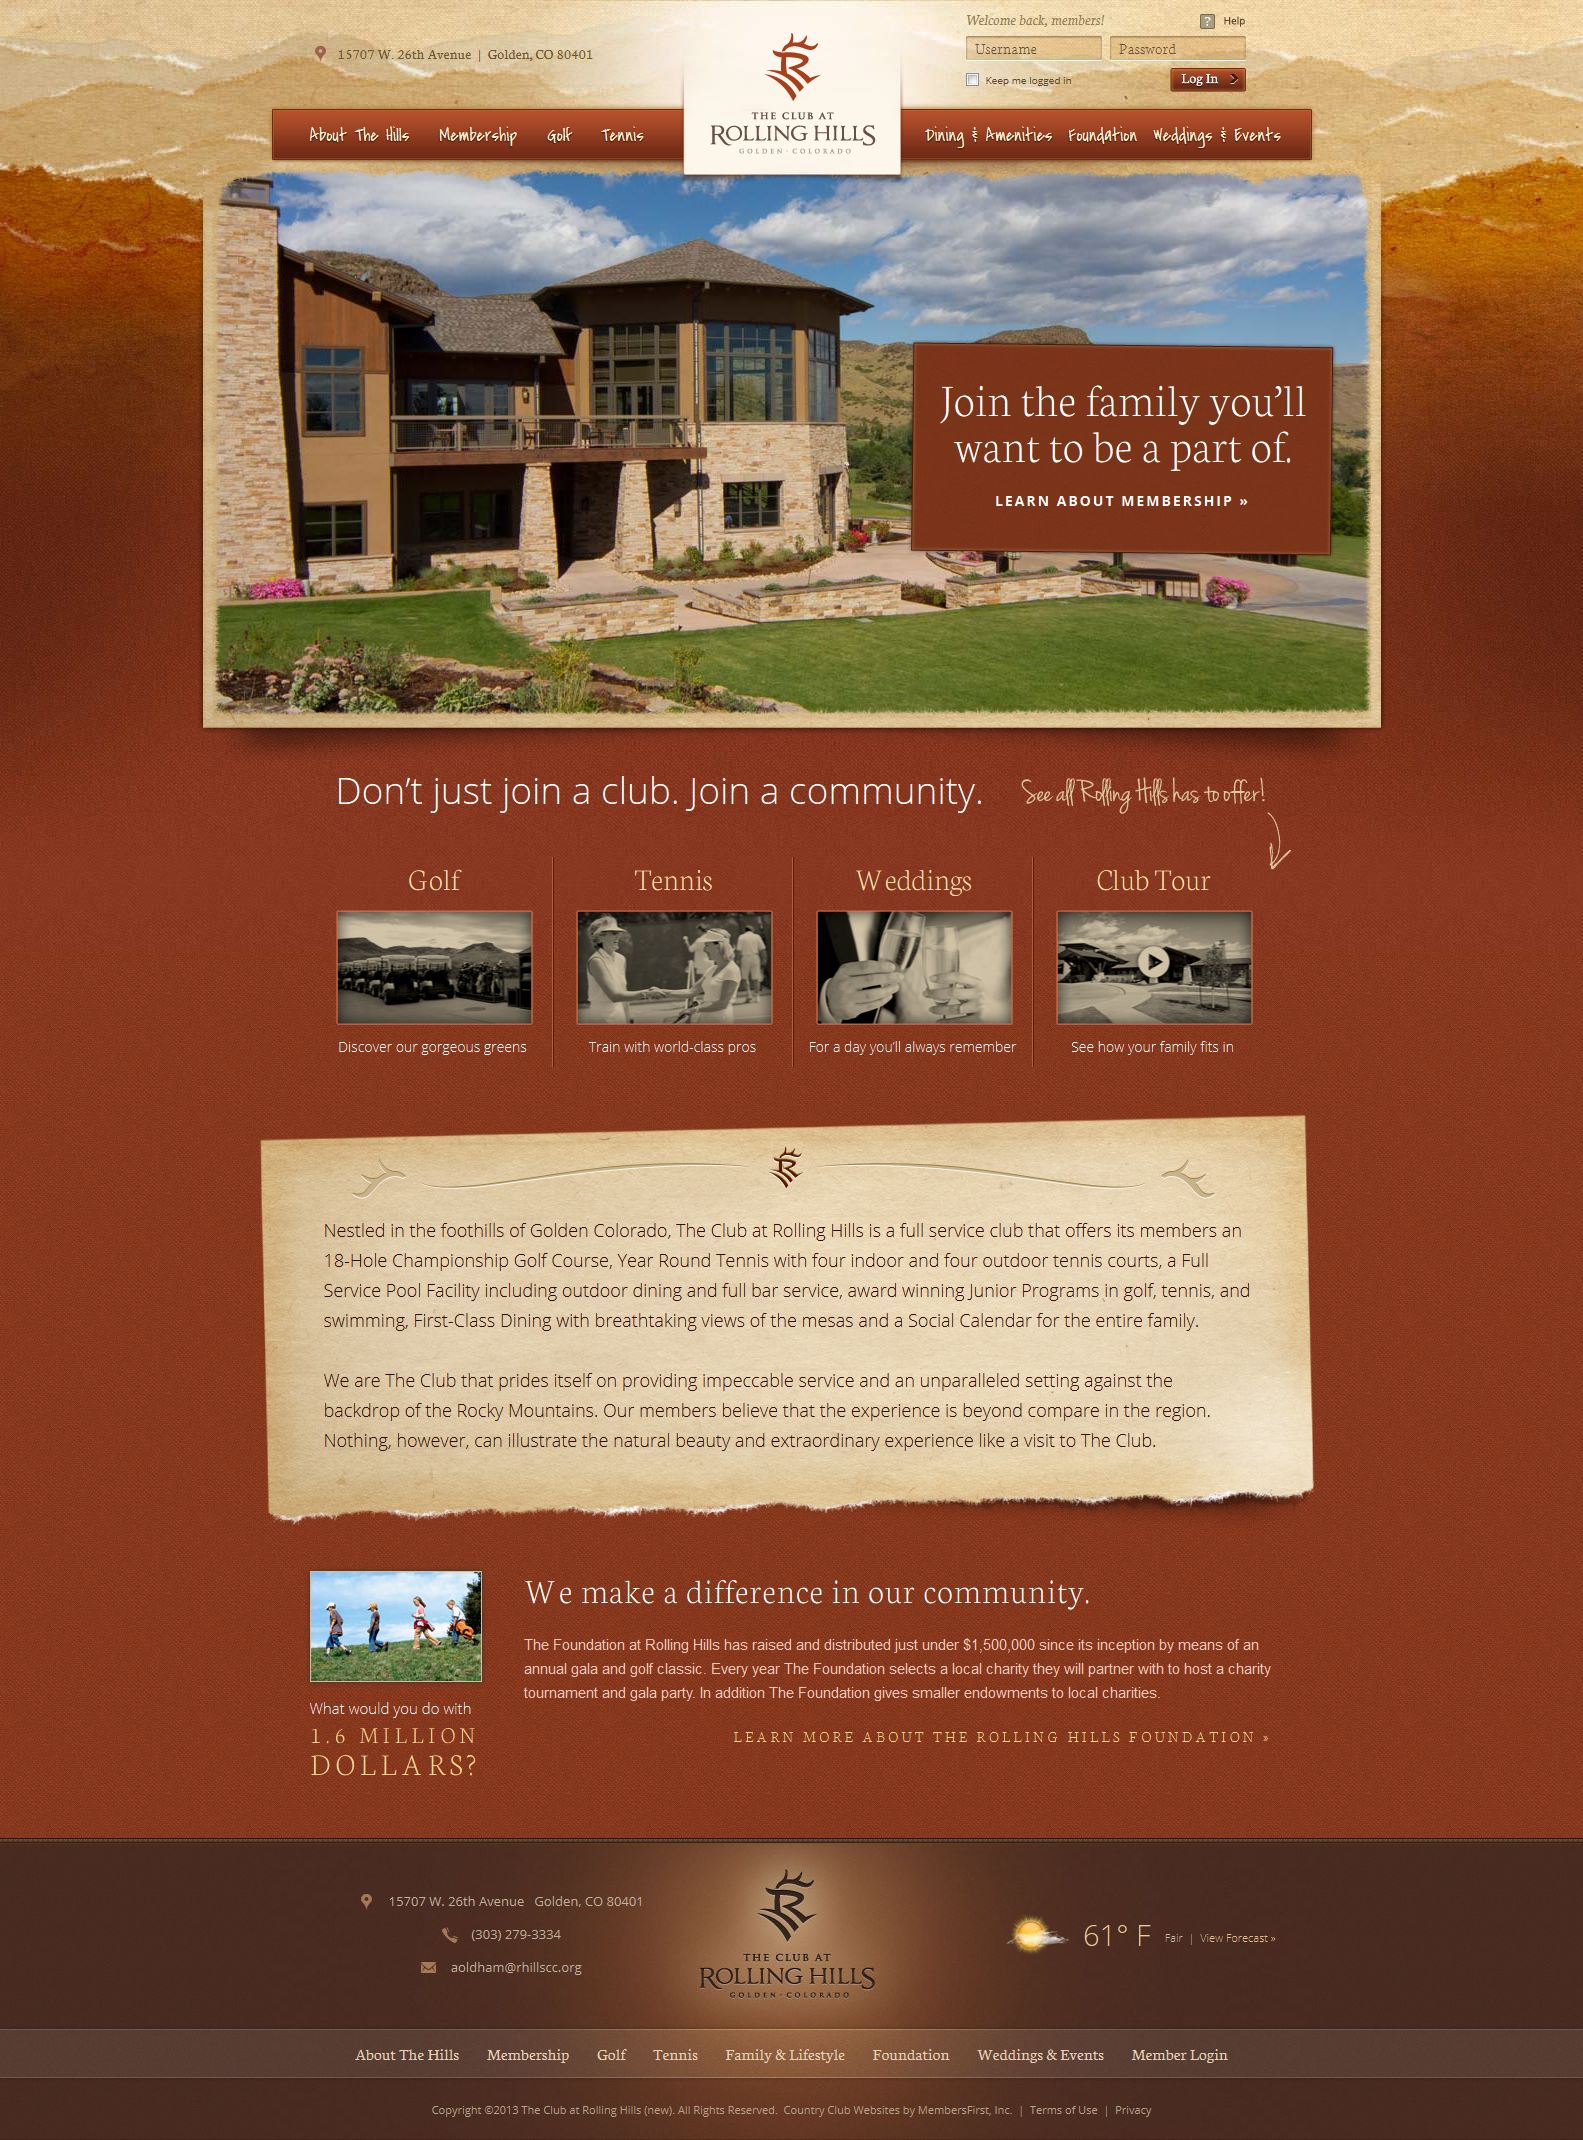 15707 W. 26th Avenue | Golden, CO 80401
Welcome back, members!
? Help
Username
Password
Keep me logged in
Log In
THE CLUB AT
ROLLING HILLS
GOLDEN · COLORADO
About The Hills
Membership
Golf
Tennis
Dining & Amenities
Foundation
Weddings & Events
Join the family you'll
want to be a part of.
LEARN ABOUT MEMBERSHIP »
Don't just join a club. Join a community.
See all Rolling Hills has to offer!
Golf
Discover our gorgeous greens
Tennis
Train with world-class pros
Weddings
For a day you'll always remember
Club Tour
See how your family fits in
Nestled in the foothills of Golden Colorado, The Club at Rolling Hills is a full service club that offers its members an
18-Hole Championship Golf Course, Year Round Tennis with four indoor and four outdoor tennis courts, a Full
Service Pool Facility including outdoor dining and full bar service, award winning Junior Programs in golf, tennis, and
swimming, First-Class Dining with breathtaking views of the mesas and a Social Calendar for the entire family.
We are The Club that prides itself on providing impeccable service and an unparalleled setting against the
backdrop of the Rocky Mountains. Our members believe that the experience is beyond compare in the region.
Nothing, however, can illustrate the natural beauty and extraordinary experience like a visit to The Club.
What would you do with
1.6 MILLION
DOLLARS?
We make a difference in our community.
The Foundation at Rolling Hills has raised and distributed just under $1,500,000 since its inception by means of an
annual gala and golf classic. Every year The Foundation selects a local charity they will partner with to host a charity
tournament and gala party. In addition The Foundation gives smaller endowments to local charities.
LEARN MORE ABOUT THE ROLLING HILLS FOUNDATION »
15707 W. 26th Avenue Golden, CO 80401
(303) 279-3334
aoldham@rhillscc.org
THE CLUB AT
ROLLING HILLS
GOLDEN · COLORADO
61° F Fair | View Forecast »
About The Hills
Membership
Golf
Tennis
Family & Lifestyle
Foundation
Weddings & Events
Member Login
Copyright ©2013 The Club at Rolling Hills (new). All Rights Reserved. Country Club Websites by MembersFirst, Inc. | Terms of Use | Privacy